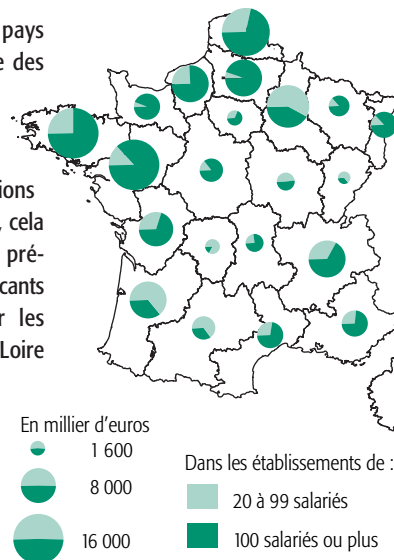 pays
e des
ions
, cela
pré-
cants
r les
Loire
En millier d'euros
1 600
8 000
16 000
Dans les établissements de :
20 à 99 salariés
100 salariés ou plus